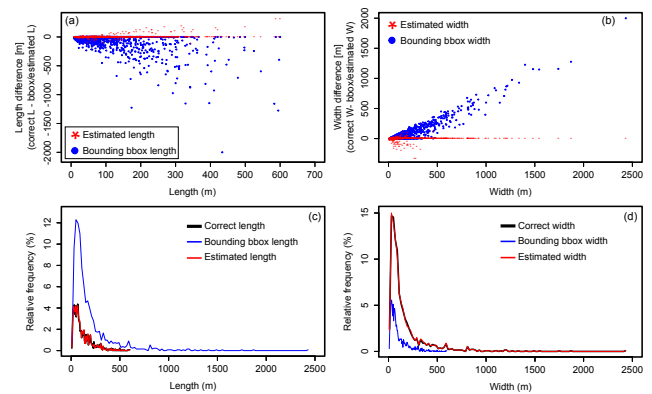 (a)
Length difference [m]
(correct L - bbox/estimated L)
0
-500
-1000
-1500
-2000
Estimated length
Bounding bbox length
0 100 200 300 400 500 600 700
Length (m)
(b)
Width difference [m]
(correct W- bbox/estimated W)
2000
1500
1000
500
0
Estimated width
Bounding bbox width
0 500 1000 1500 2000 2500
Width (m)
(c)
Relative frequency (%)
12
10
8
6
4
2
0
Correct length
Bounding bbox length
Estimated length
0 500 1000 1500 2000 2500
Length (m)
(d)
Relative frequency (%)
15
10
5
0
Correct width
Bounding bbox width
Estimated width
0 500 1000 1500 2000 2500
Width (m)